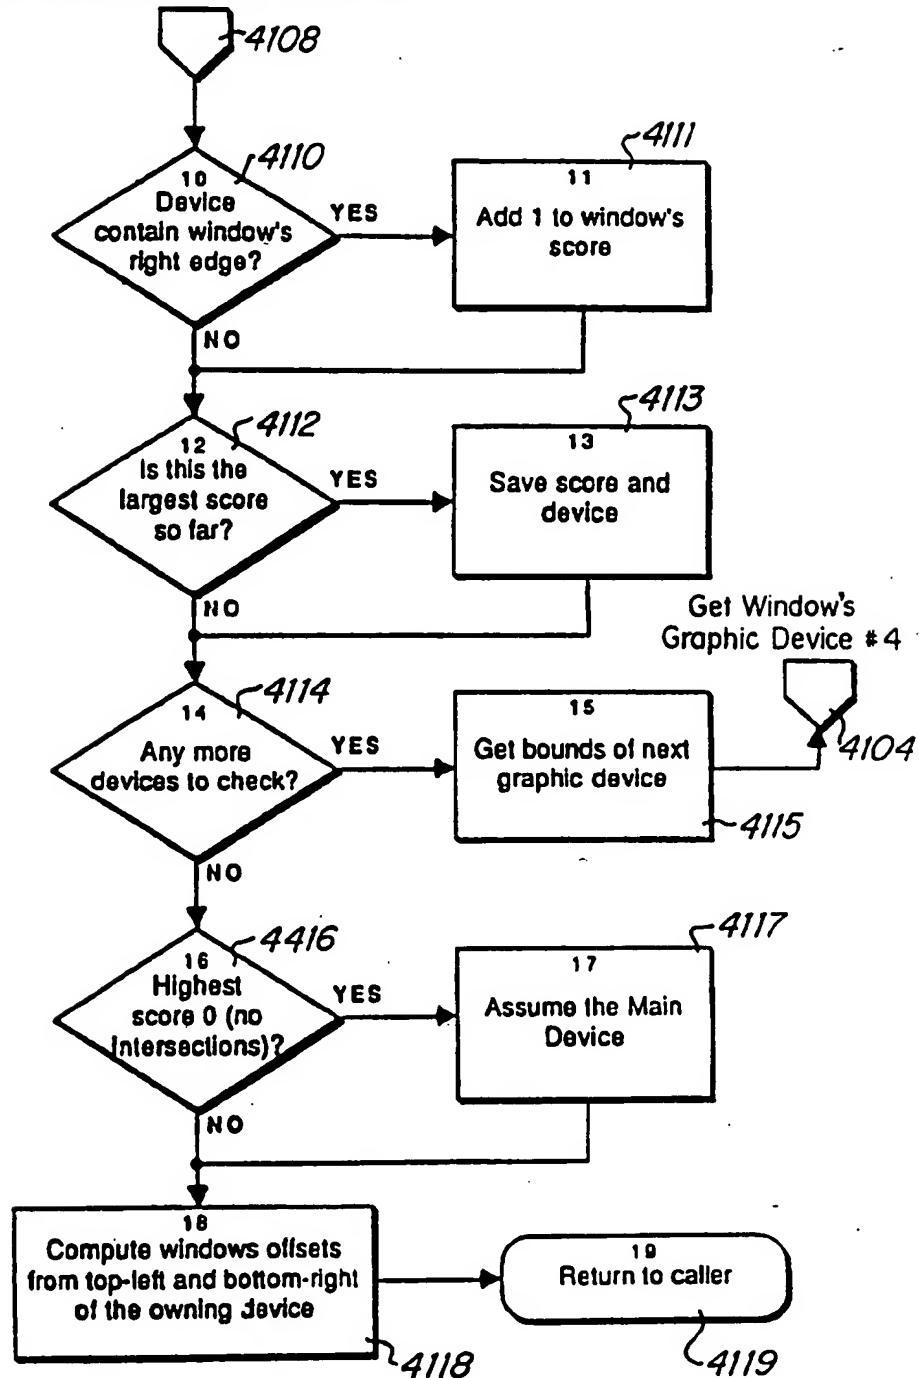 4108
4110
10
Device
contain window's
right edge?
YES
4111
11
Add 1 to window's
score
NO
4112
12
Is this the
largest score
so far?
YES
4113
13
Save score and
device
NO
Get Window's
Graphic Device #4
4104
4114
14
Any more
devices to check?
YES
15
Get bounds of next
graphic device
4115
NO
4416
16
Highest
score 0 (no
intersections)?
YES
4117
17
Assume the Main
Device
NO
18
Compute windows offsets
from top-left and bottom-right
of the owning device
4118
19
Return to caller
4119